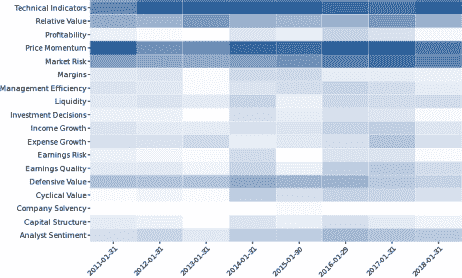 Technical Indicators
Relative Value
Profitability
Price Momentum
Market Risk
Margins
Management Efficiency
Liquidity
Investment Decisions
Income Growth
Expense Growth
Earnings Risk
Earnings Quality
Defensive Value
Cyclical Value
Company Solvency
Capital Structure
Analyst Sentiment
2011-01-31
2012-01-31
2013-01-31
2014-01-31
2015-01-30
2016-01-29
2017-01-31
2018-01-31